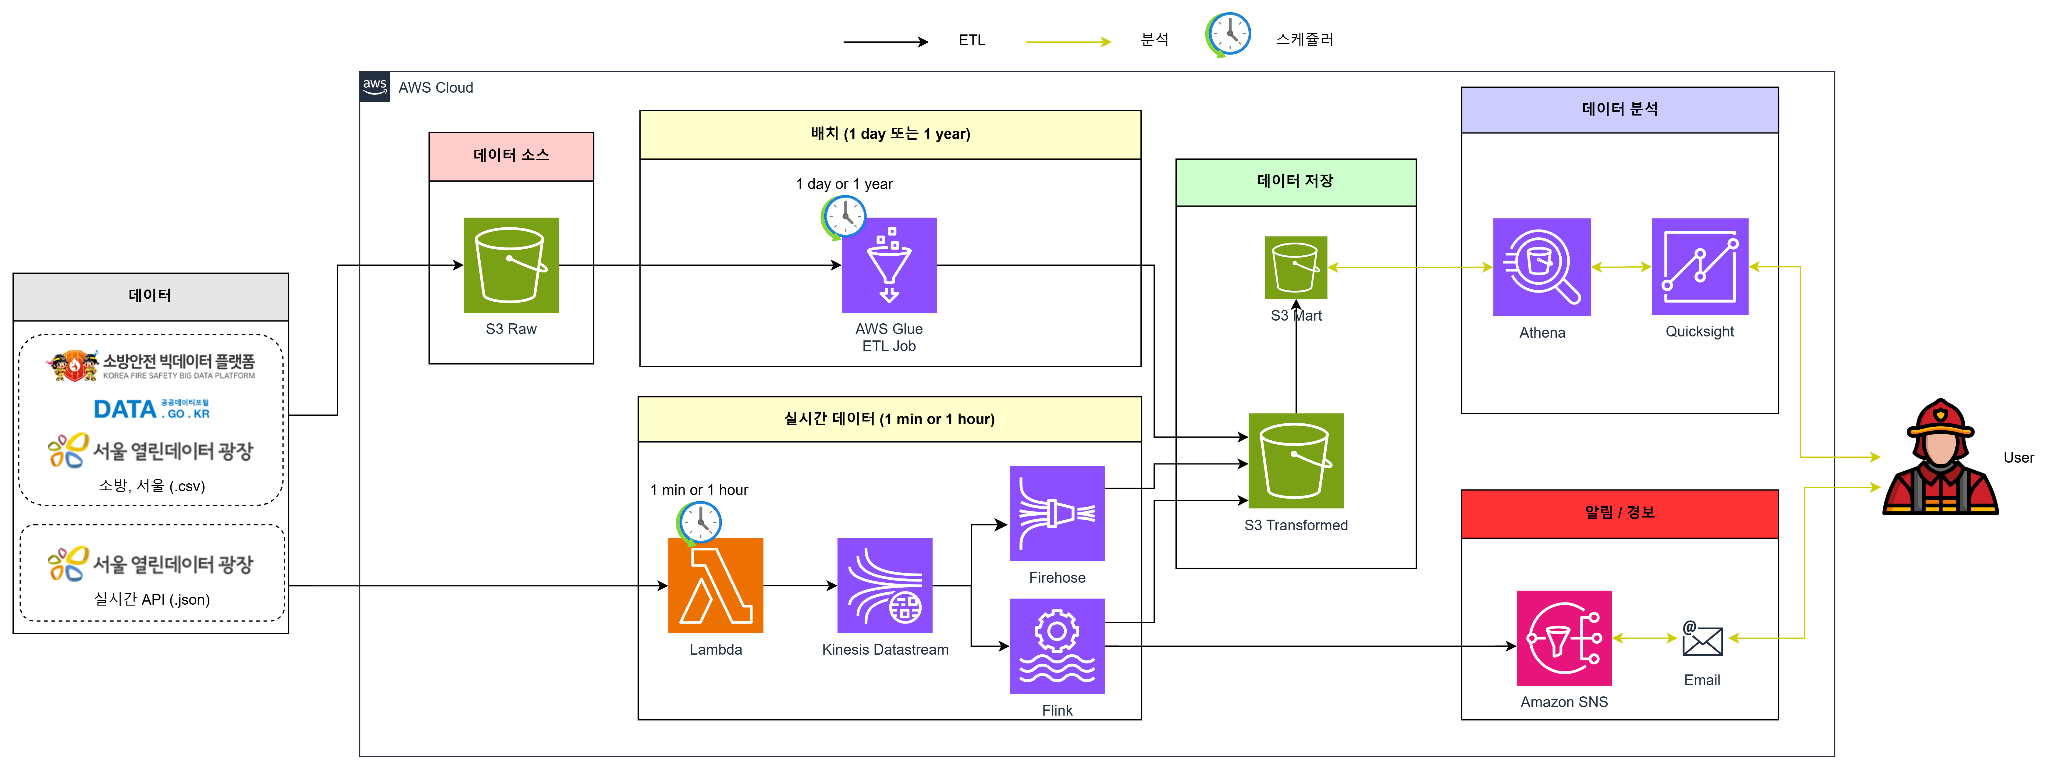 ETL
분석
스케쥴러
aws
AWS Cloud
데이터
소방안전 빅데이터 플랫폼
KOREA FIRE SAFETY BIG DATA PLATFORM
DATA 공공데이터포털
.GO.KR
서울 열린데이터 광장
소방, 서울 (.csv)
서울 열린데이터 광장
실시간 API (.json)
데이터 소스
S3 Raw
배치 (1 day 또는 1 year)
1 day or 1 year
AWS Glue
ETL Job
실시간 데이터 (1 min or 1 hour)
1 min or 1 hour
Lambda
Kinesis Datastream
Firehose
Flink
데이터 저장
S3 Mart
S3 Transformed
데이터 분석
Athena
Quicksight
알림 / 경보
Amazon SNS
@
Email
User